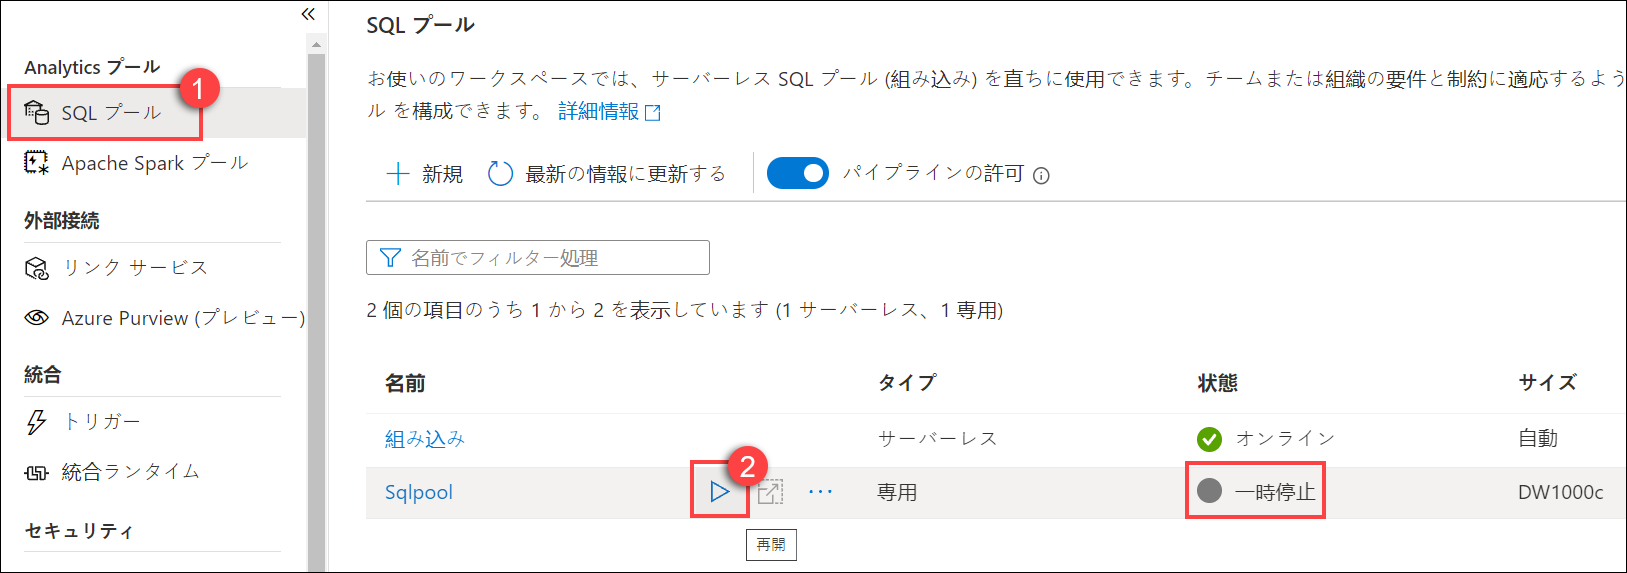 «
Analytics プール
1
SQL プール
Apache Spark プール
外部接続
リンク サービス
Azure Purview (プレビュー)
統合
トリガー
統合ランタイム
セキュリティ
SQL プール
お使いのワークスペースでは、サーバーレス SQL プール (組み込み) を直ちに使用できます。チームまたは組織の要件と制約に適応するよう
ル を構成できます。 詳細情報
新規 最新の情報に更新する パイプラインの許可
名前でフィルター処理
2 個の項目のうち 1 から 2 を表示しています (1 サーバーレス、1 専用)
名前 タイプ 状態 サイズ
組み込み サーバーレス オンライン 自動
2
Sqlpool ··· 専用 一時停止 DW1000c
再開